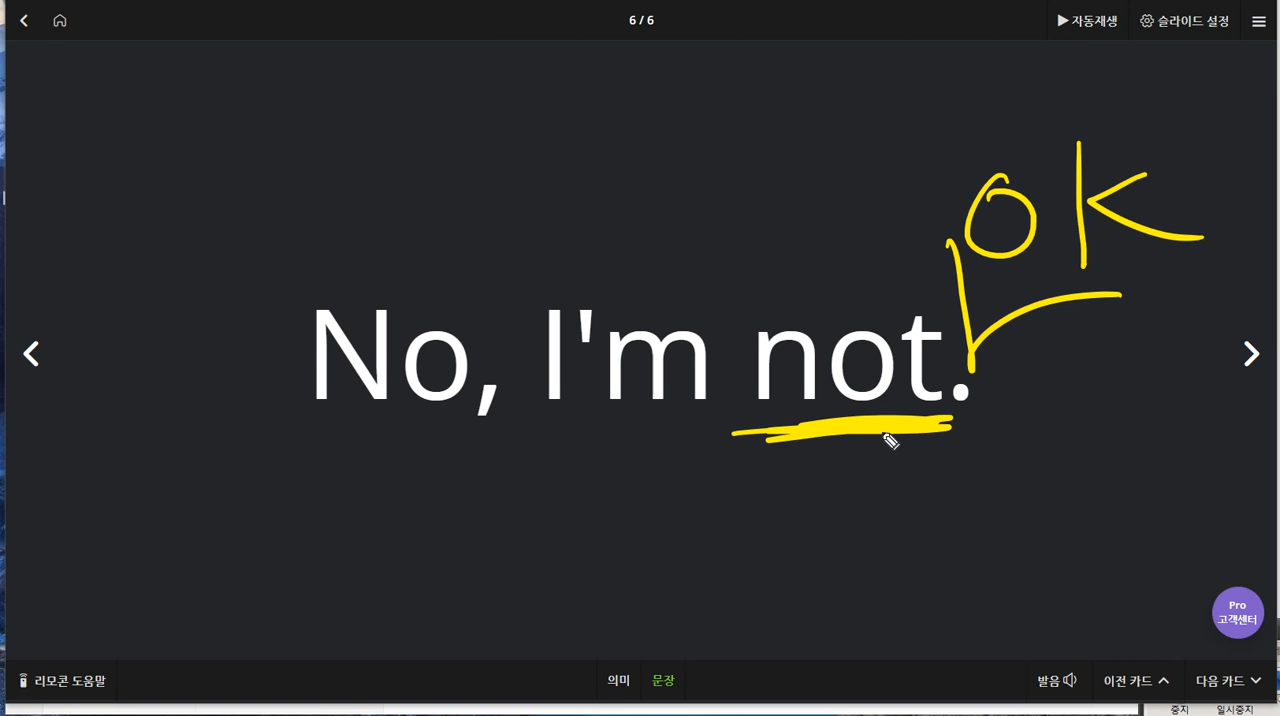 6 / 6
자동재생
슬라이드 설정
ok
No, I'm not.
Pro
고객센터
리모콘 도움말
의미
문장
발음
이전 카드
다음 카드
중지
일시중지